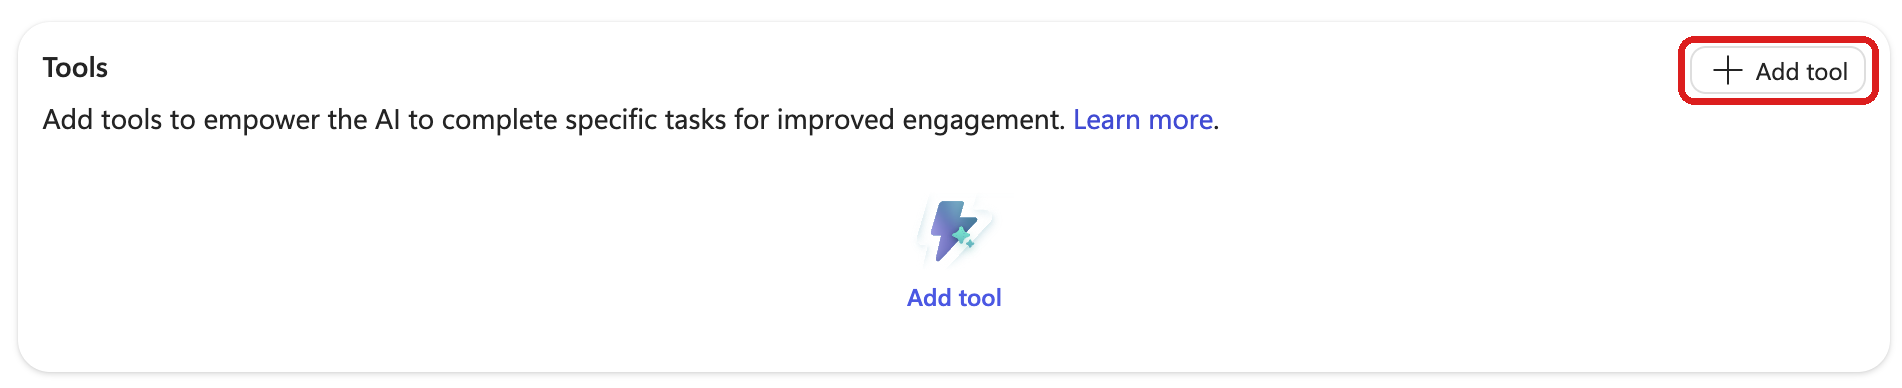 Tools
Add tool
Add tools to empower the AI to complete specific tasks for improved engagement. Learn more.
Add tool